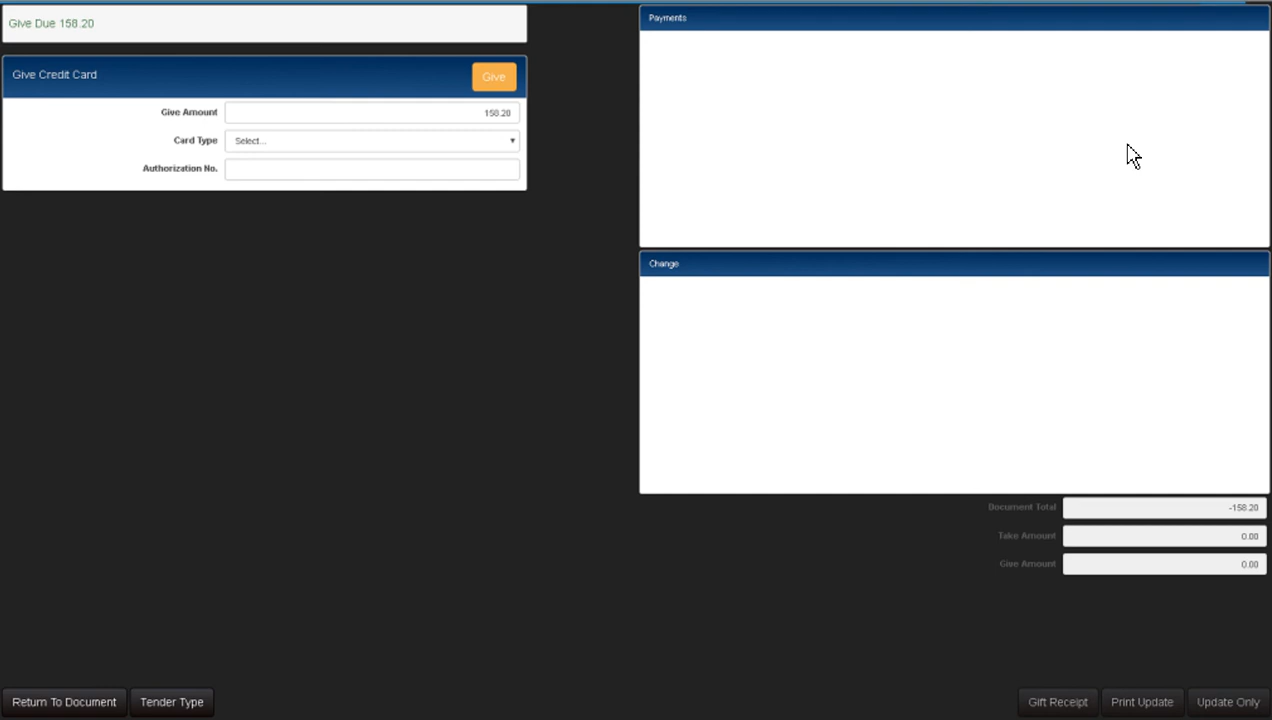 Give Due 158.20
Give Credit Card
Give
Give Amount
158.20
Card Type
Select...
Authorization No.
Payments
Change
Document Total
-158.20
Take Amount
0.00
Give Amount
0.00
Return To Document
Tender Type
Gift Receipt
Print Update
Update Only